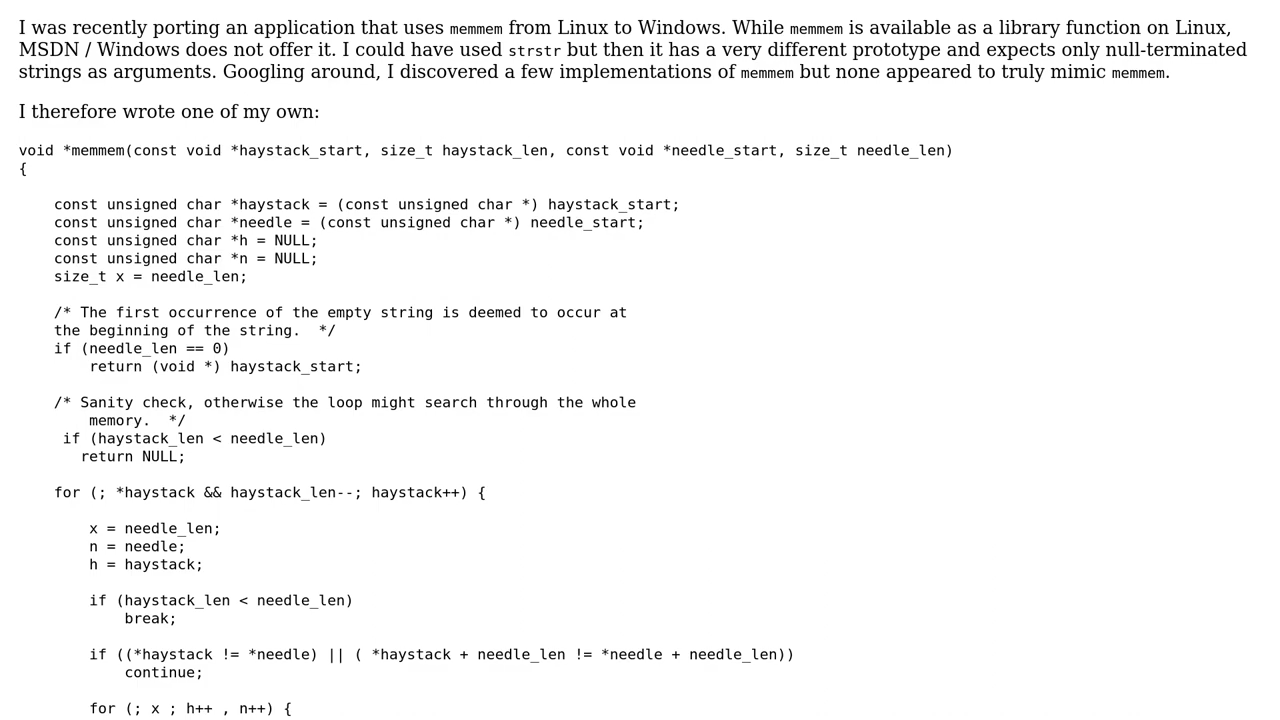 I was recently porting an application that uses memmem from Linux to Windows. While memmem is available as a library function on Linux,
MSDN / Windows does not offer it. I could have used strstr but then it has a very different prototype and expects only null-terminated
strings as arguments. Googling around, I discovered a few implementations of memmem but none appeared to truly mimic memmem.
I therefore wrote one of my own:
void *memmem(const void *haystack_start, size_t haystack_len, const void *needle_start, size_t needle_len)
{
    const unsigned char *haystack = (const unsigned char *) haystack_start;
    const unsigned char *needle = (const unsigned char *) needle_start;
    const unsigned char *h = NULL;
    const unsigned char *n = NULL;
    size_t x = needle_len;
    /* The first occurrence of the empty string is deemed to occur at
    the beginning of the string.  */
    if (needle_len == 0)
        return (void *) haystack_start;
    /* Sanity check, otherwise the loop might search through the whole
        memory.  */
     if (haystack_len < needle_len)
       return NULL;
    for (; *haystack && haystack_len--; haystack++) {
        x = needle_len;
        n = needle;
        h = haystack;
        if (haystack_len < needle_len)
            break;
        if ((*haystack != *needle) || ( *haystack + needle_len != *needle + needle_len))
            continue;
        for (; x ; h++ , n++) {